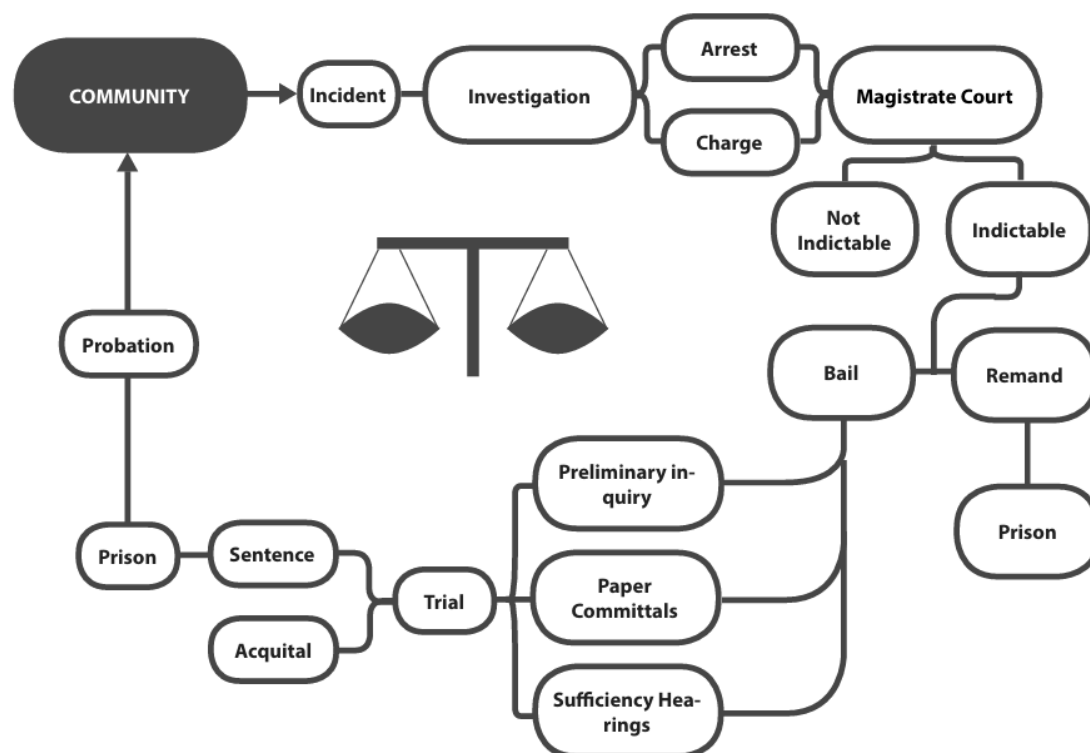 COMMUNITY
Incident
Investigation
Arrest
Charge
Magistrate Court
Not
Indictable
Indictable
Bail
Remand
Prison
Preliminary in-
quiry
Paper
Committals
Sufficiency Hea-
rings
Trial
Sentence
Acquital
Prison
Probation